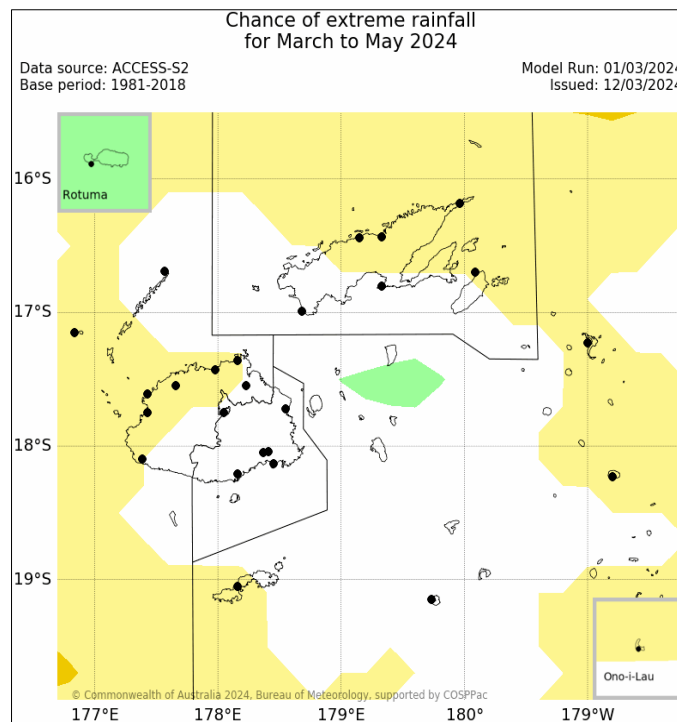 Chance of extreme rainfall
for March to May 2024
Data source: ACCESS-S2
Base period: 1981-2018
Model Run: 01/03/2024
Issued: 12/03/2024
Rotuma
16°S
17°S
18°S
19°S
Ono-i-Lau
© Commonwealth of Australia 2024, Bureau of Meteorology, supported by COSPPac
177°E
178°E
179°E
180°
179°W